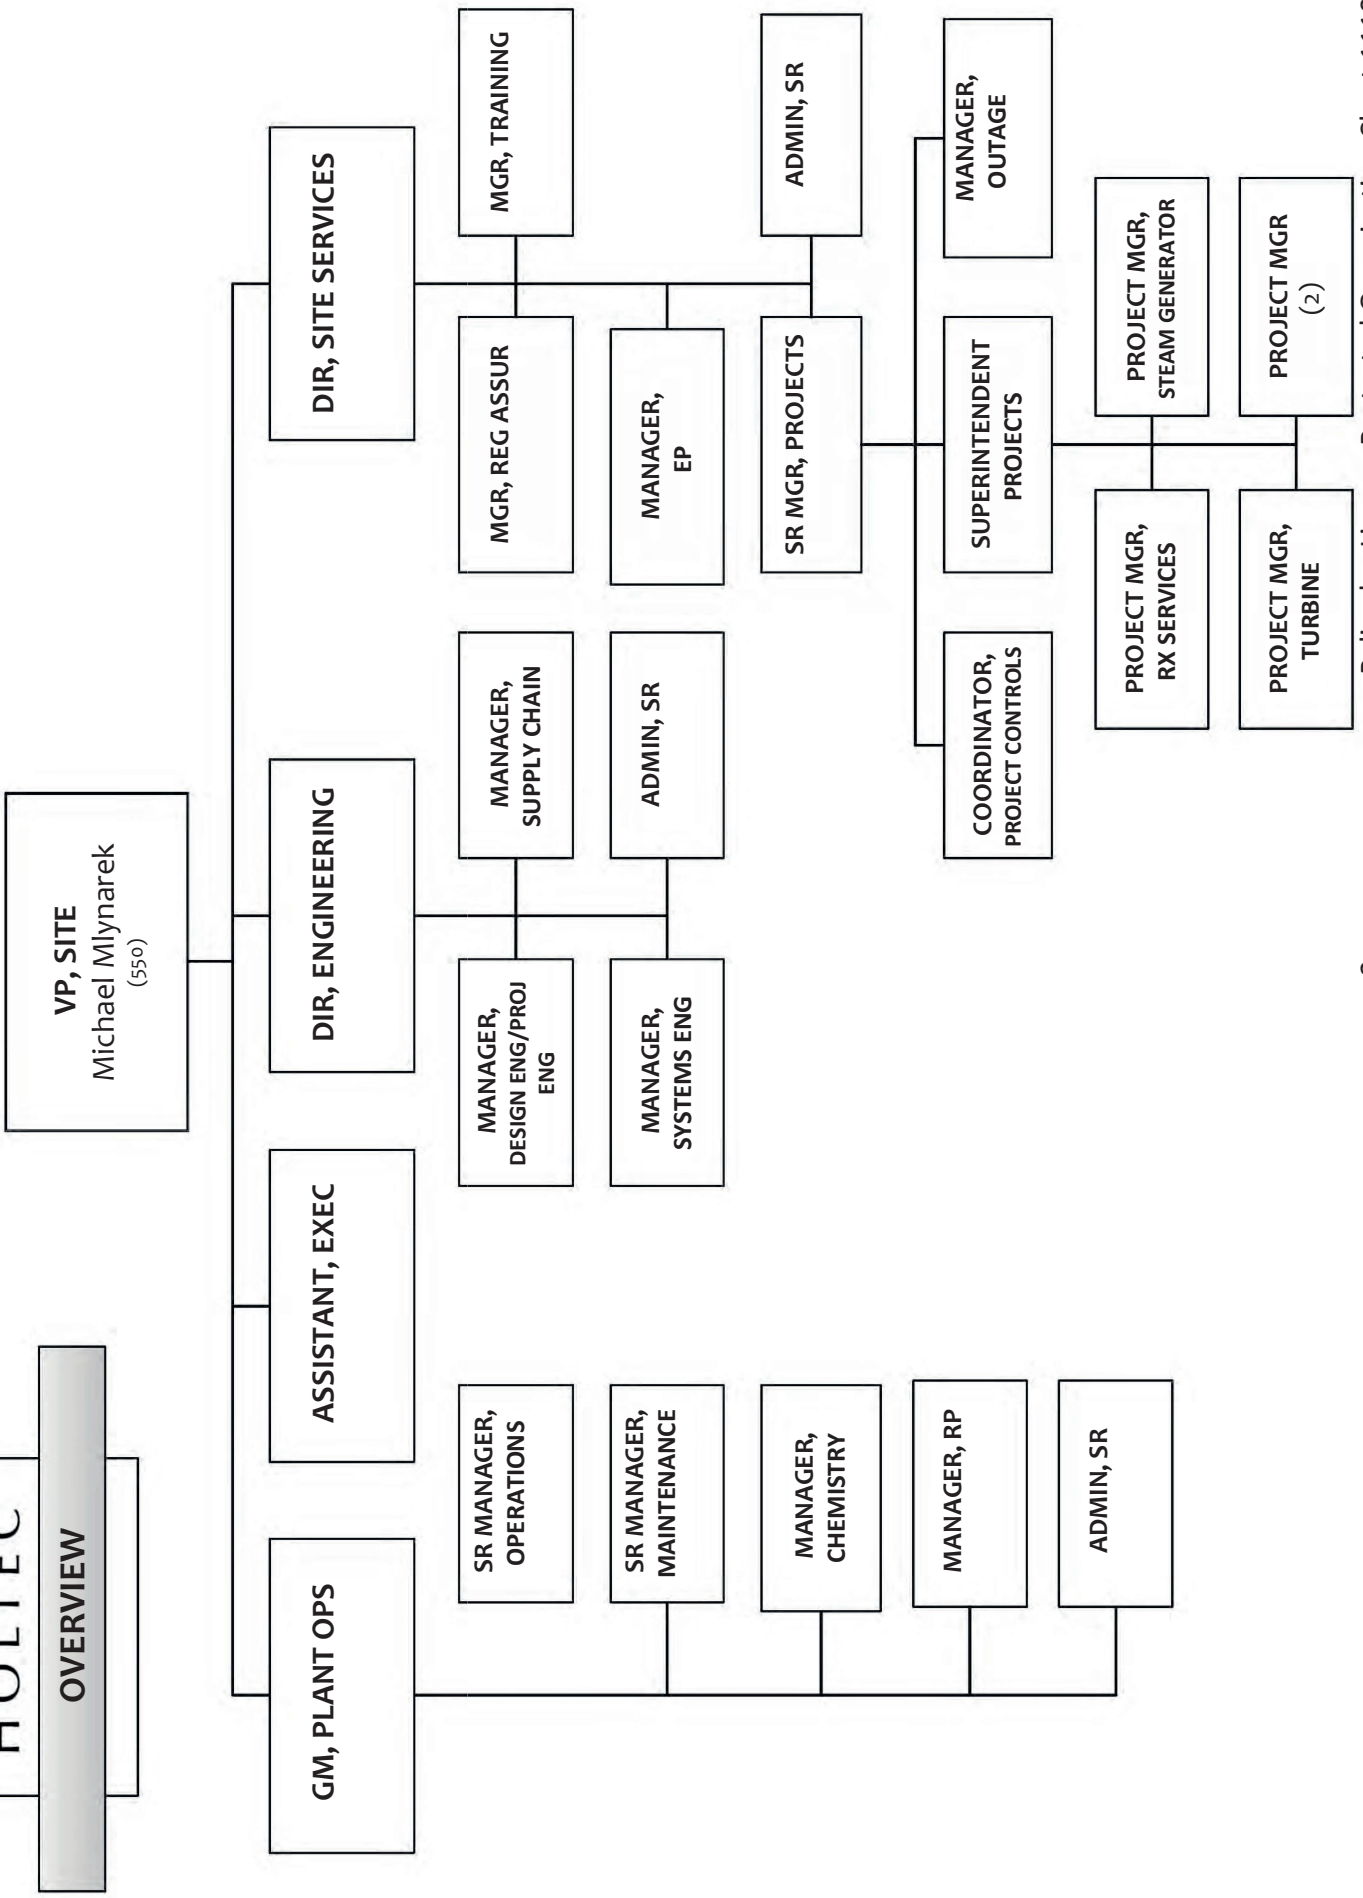 HOLTEC
OVERVIEW
VP, SITE
Michael Mlynarek
(550)
GM, PLANT OPS
ASSISTANT, EXEC
DIR, ENGINEERING
DIR, SITE SERVICES
SR MANAGER,
OPERATIONS
SR MANAGER,
MAINTENANCE
MANAGER,
CHEMISTRY
MANAGER, RP
ADMIN, SR
MANAGER,
DESIGN ENG/PROJ
ENG
MANAGER,
SUPPLY CHAIN
MANAGER,
SYSTEMS ENG
ADMIN, SR
MGR, REG ASSUR
MGR, TRAINING
MANAGER,
EP
SR MGR, PROJECTS
ADMIN, SR
COORDINATOR,
PROJECT CONTROLS
SUPERINTENDENT
PROJECTS
MANAGER,
OUTAGE
PROJECT MGR,
RX SERVICES
PROJECT MGR,
STEAM GENERATOR
PROJECT MGR,
TURBINE
PROJECT MGR
(2)